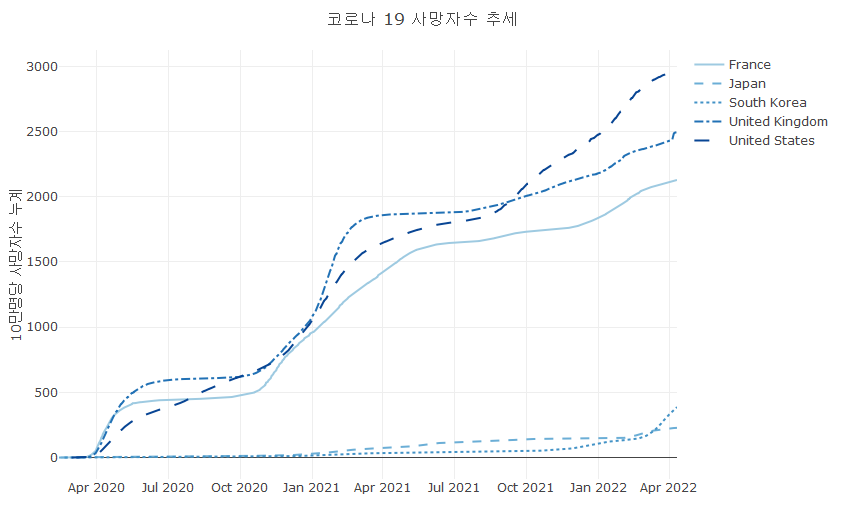 코로나 19 사망자수 추세
10만명당 사망자수 누계
3000
2500
2000
1500
1000
500
0
Apr 2020
Jul 2020
Oct 2020
Jan 2021
Apr 2021
Jul 2021
Oct 2021
Jan 2022
Apr 2022
France
Japan
South Korea
United Kingdom
United States